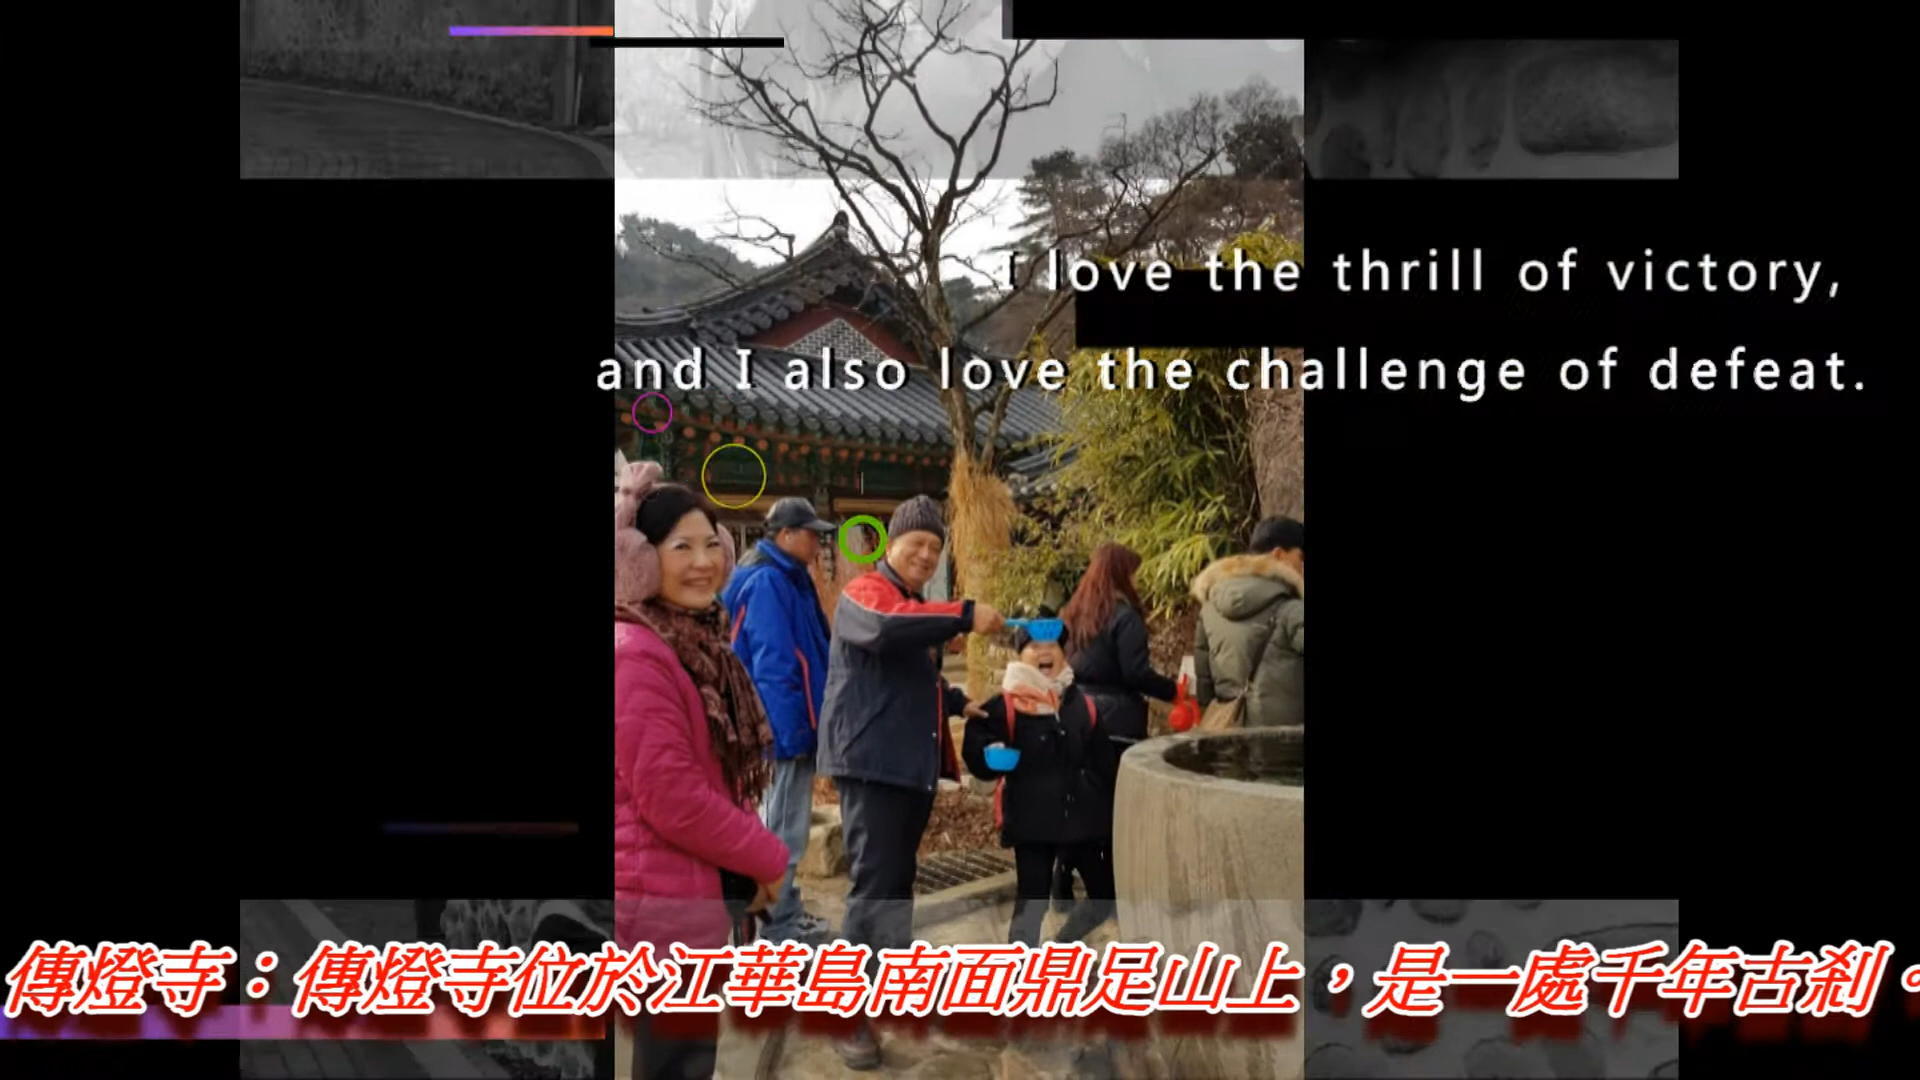 I love the thrill of victory,
and I also love the challenge of defeat.
傳燈寺：傳燈寺位於江華島南面鼎足山上，是一處千年古剎。